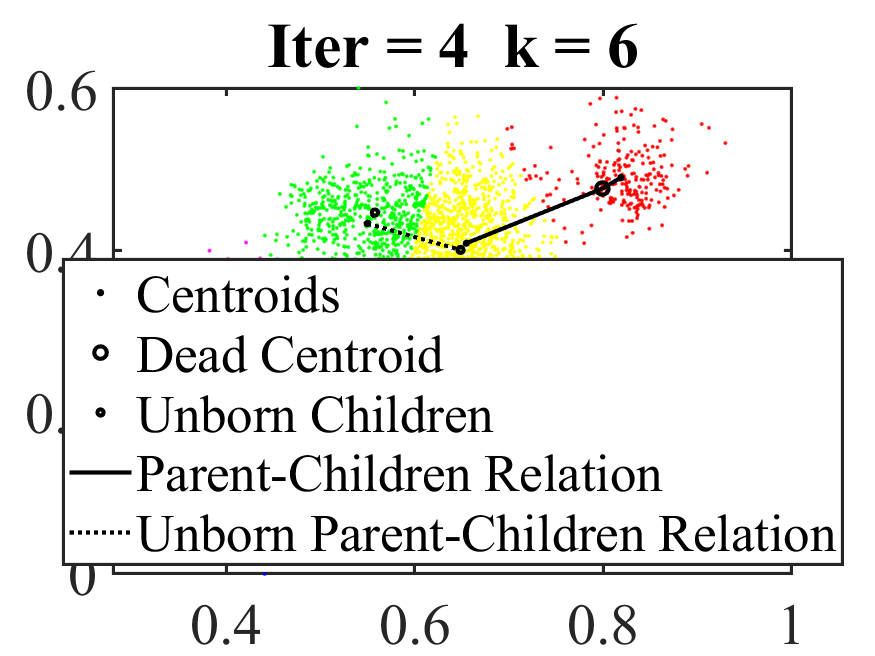 Iter = 4 k = 6
0.6
0.4
Centroids
Dead Centroid
0.
Unborn Children
Parent-Children Relation
Unborn Parent-Children Relation
0
0.4 0.6 0.8 1